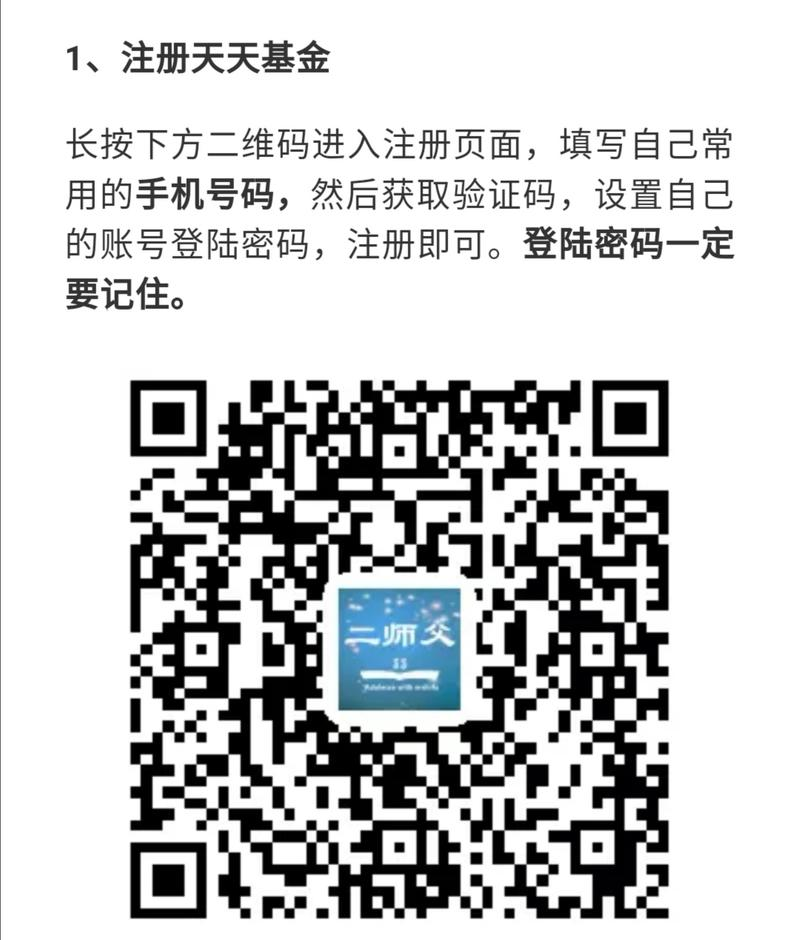 1、注册天天基金
长按下方二维码进入注册页面，填写自己常
用的手机号码，然后获取验证码，设置自己
的账号登陆密码，注册即可。登陆密码一定
要记住。
二师父